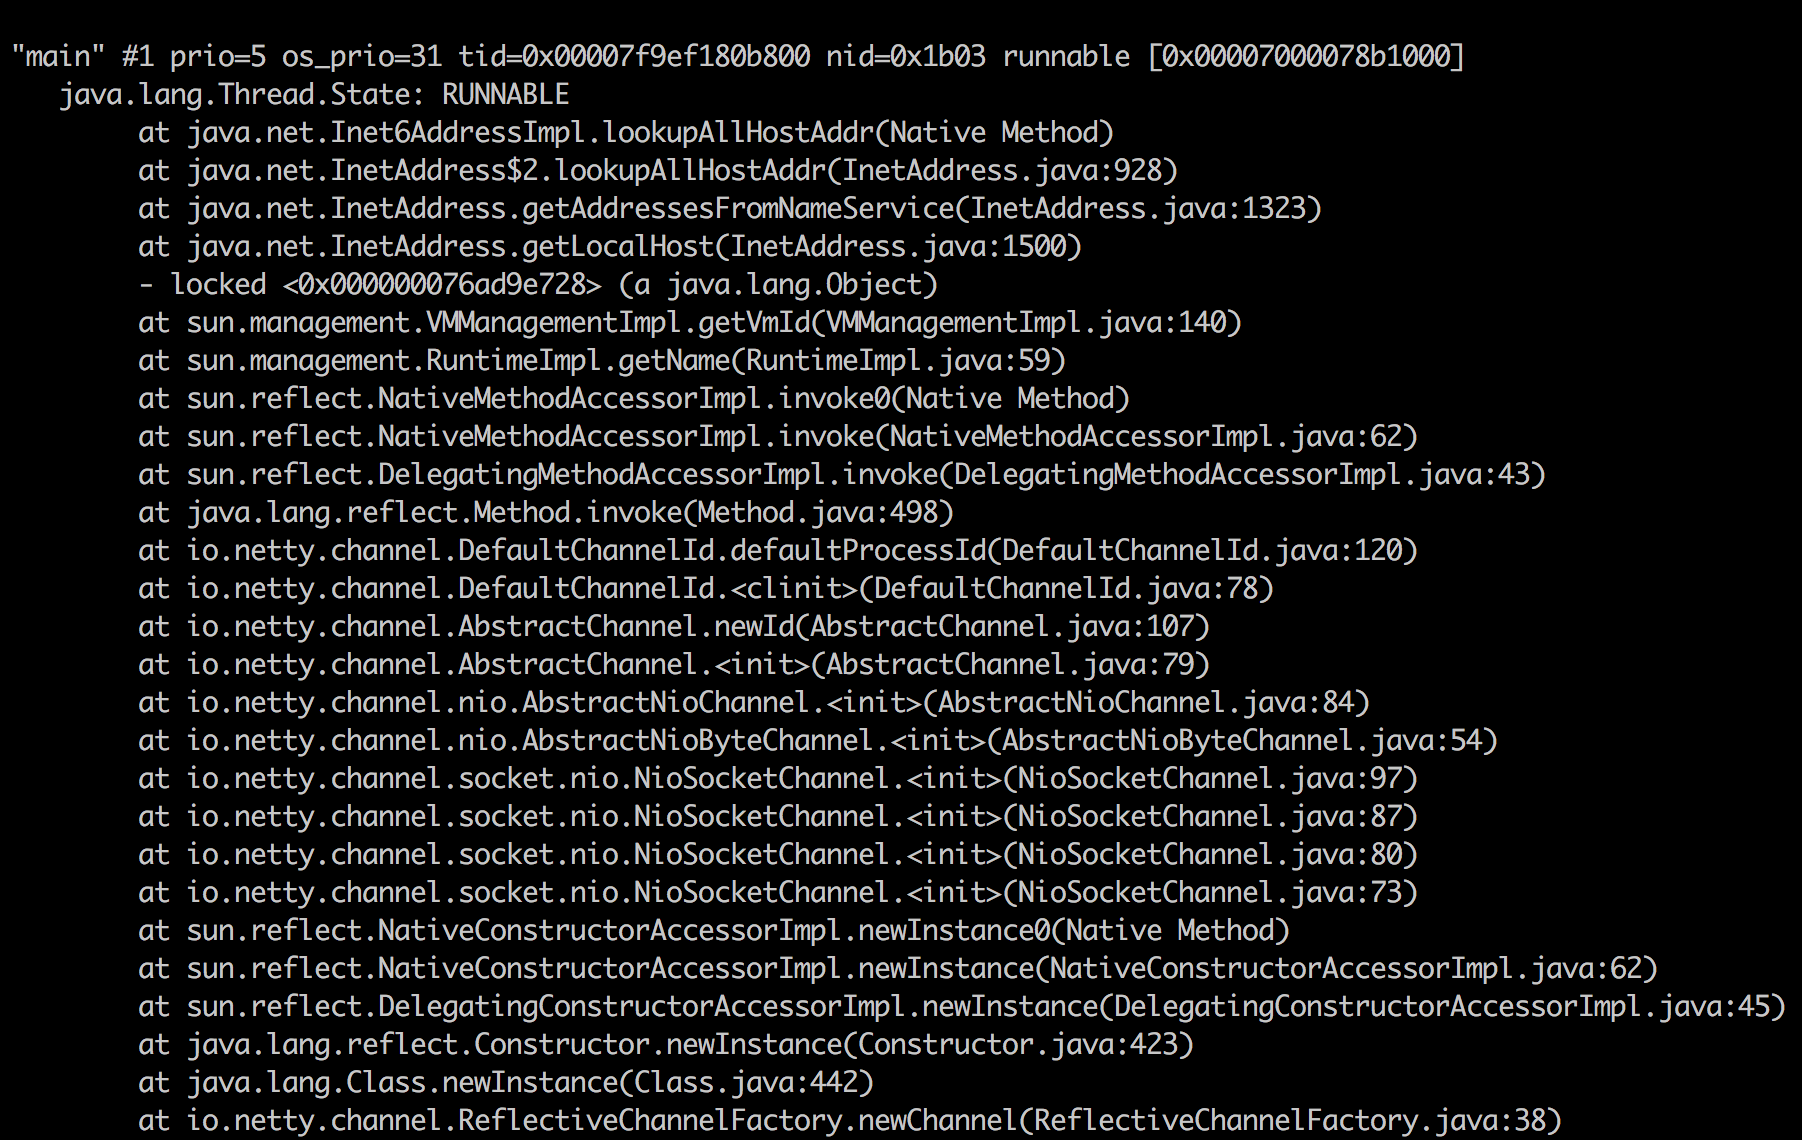 "main" #1 prio=5 os_prio=31 tid=0x00007f9ef180b800 nid=0x1b03 runnable [0x00007000078b1000]
java.lang.Thread.State: RUNNABLE
at java.net.Inet6AddressImpl.lookupAllHostAddr(Native Method)
at java.net.InetAddress$2.lookupAllHostAddr(InetAddress.java:928)
at java.net.InetAddress.getAddressesFromNameService(InetAddress.java:1323)
at java.net.InetAddress.getLocalHost(InetAddress.java:1500)
- locked <0x000000076ad9e728> (a java.lang.Object)
at sun.management.VMManagementImpl.getVmId(VMManagementImpl.java:140)
at sun.management.RuntimeImpl.getName(RuntimeImpl.java:59)
at sun.reflect.NativeMethodAccessorImpl.invoke0(Native Method)
at sun.reflect.NativeMethodAccessorImpl.invoke(NativeMethodAccessorImpl.java:62)
at sun.reflect.DelegatingMethodAccessorImpl.invoke(DelegatingMethodAccessorImpl.java:43)
at java.lang.reflect.Method.invoke(Method.java:498)
at io.netty.channel.DefaultChannelId.defaultProcessId(DefaultChannelId.java:120)
at io.netty.channel.DefaultChannelId.<clinit>(DefaultChannelId.java:78)
at io.netty.channel.AbstractChannel.newId(AbstractChannel.java:107)
at io.netty.channel.AbstractChannel.<init>(AbstractChannel.java:79)
at io.netty.channel.nio.AbstractNioChannel.<init>(AbstractNioChannel.java:84)
at io.netty.channel.nio.AbstractNioByteChannel.<init>(AbstractNioByteChannel.java:54)
at io.netty.channel.socket.nio.NioSocketChannel.<init>(NioSocketChannel.java:97)
at io.netty.channel.socket.nio.NioSocketChannel.<init>(NioSocketChannel.java:87)
at io.netty.channel.socket.nio.NioSocketChannel.<init>(NioSocketChannel.java:80)
at io.netty.channel.socket.nio.NioSocketChannel.<init>(NioSocketChannel.java:73)
at sun.reflect.NativeConstructorAccessorImpl.newInstance0(Native Method)
at sun.reflect.NativeConstructorAccessorImpl.newInstance(NativeConstructorAccessorImpl.java:62)
at sun.reflect.DelegatingConstructorAccessorImpl.newInstance(DelegatingConstructorAccessorImpl.java:45)
at java.lang.reflect.Constructor.newInstance(Constructor.java:423)
at java.lang.Class.newInstance(Class.java:442)
at io.netty.channel.ReflectiveChannelFactory.newChannel(ReflectiveChannelFactory.java:38)